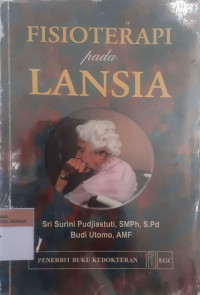 FISIOTERAPI
pada
LANSIA
Sri Surini Pudjiastuti, SMPh, S.Pd
Budi Utomo, AMF
PENERBIT BUKU KEDOKTERAN EGC